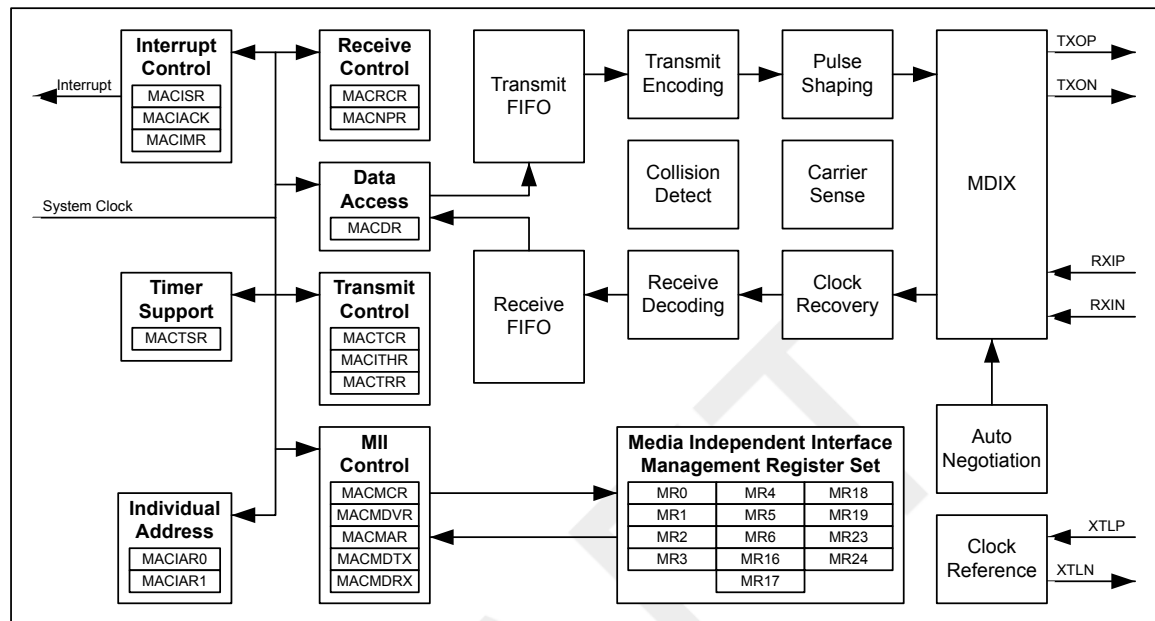 Interrupt
Control
MACISR
MACIACK
MACIMR
Interrupt
System Clock
Timer
Support
MACTSR
Individual
Address
MACIAR0
MACIAR1
Receive
Control
MACRCR
MACNPR
Data
Access
MACDR
Transmit
Control
MACTCR
MACITHR
MACTRR
MII
Control
MACMCR
MACMDVR
MACMAR
MACMDTX
MACMDRX
Transmit
FIFO
Receive
FIFO
Transmit
Encoding
Pulse
Shaping
Collision
Detect
Carrier
Sense
Receive
Decoding
Clock
Recovery
MDIX
TXOP
TXON
RXIP
RXIN
Media Independent Interface
Management Register Set
MR0 MR4 MR18
MR1 MR5 MR19
MR2 MR6 MR23
MR3 MR16 MR24
MR17
Auto
Negotiation
Clock
Reference
XTLP
XTLN